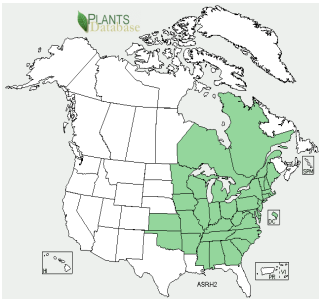 PLANTS
Database
SPM
DC
HI
PR
VI
ASRH2